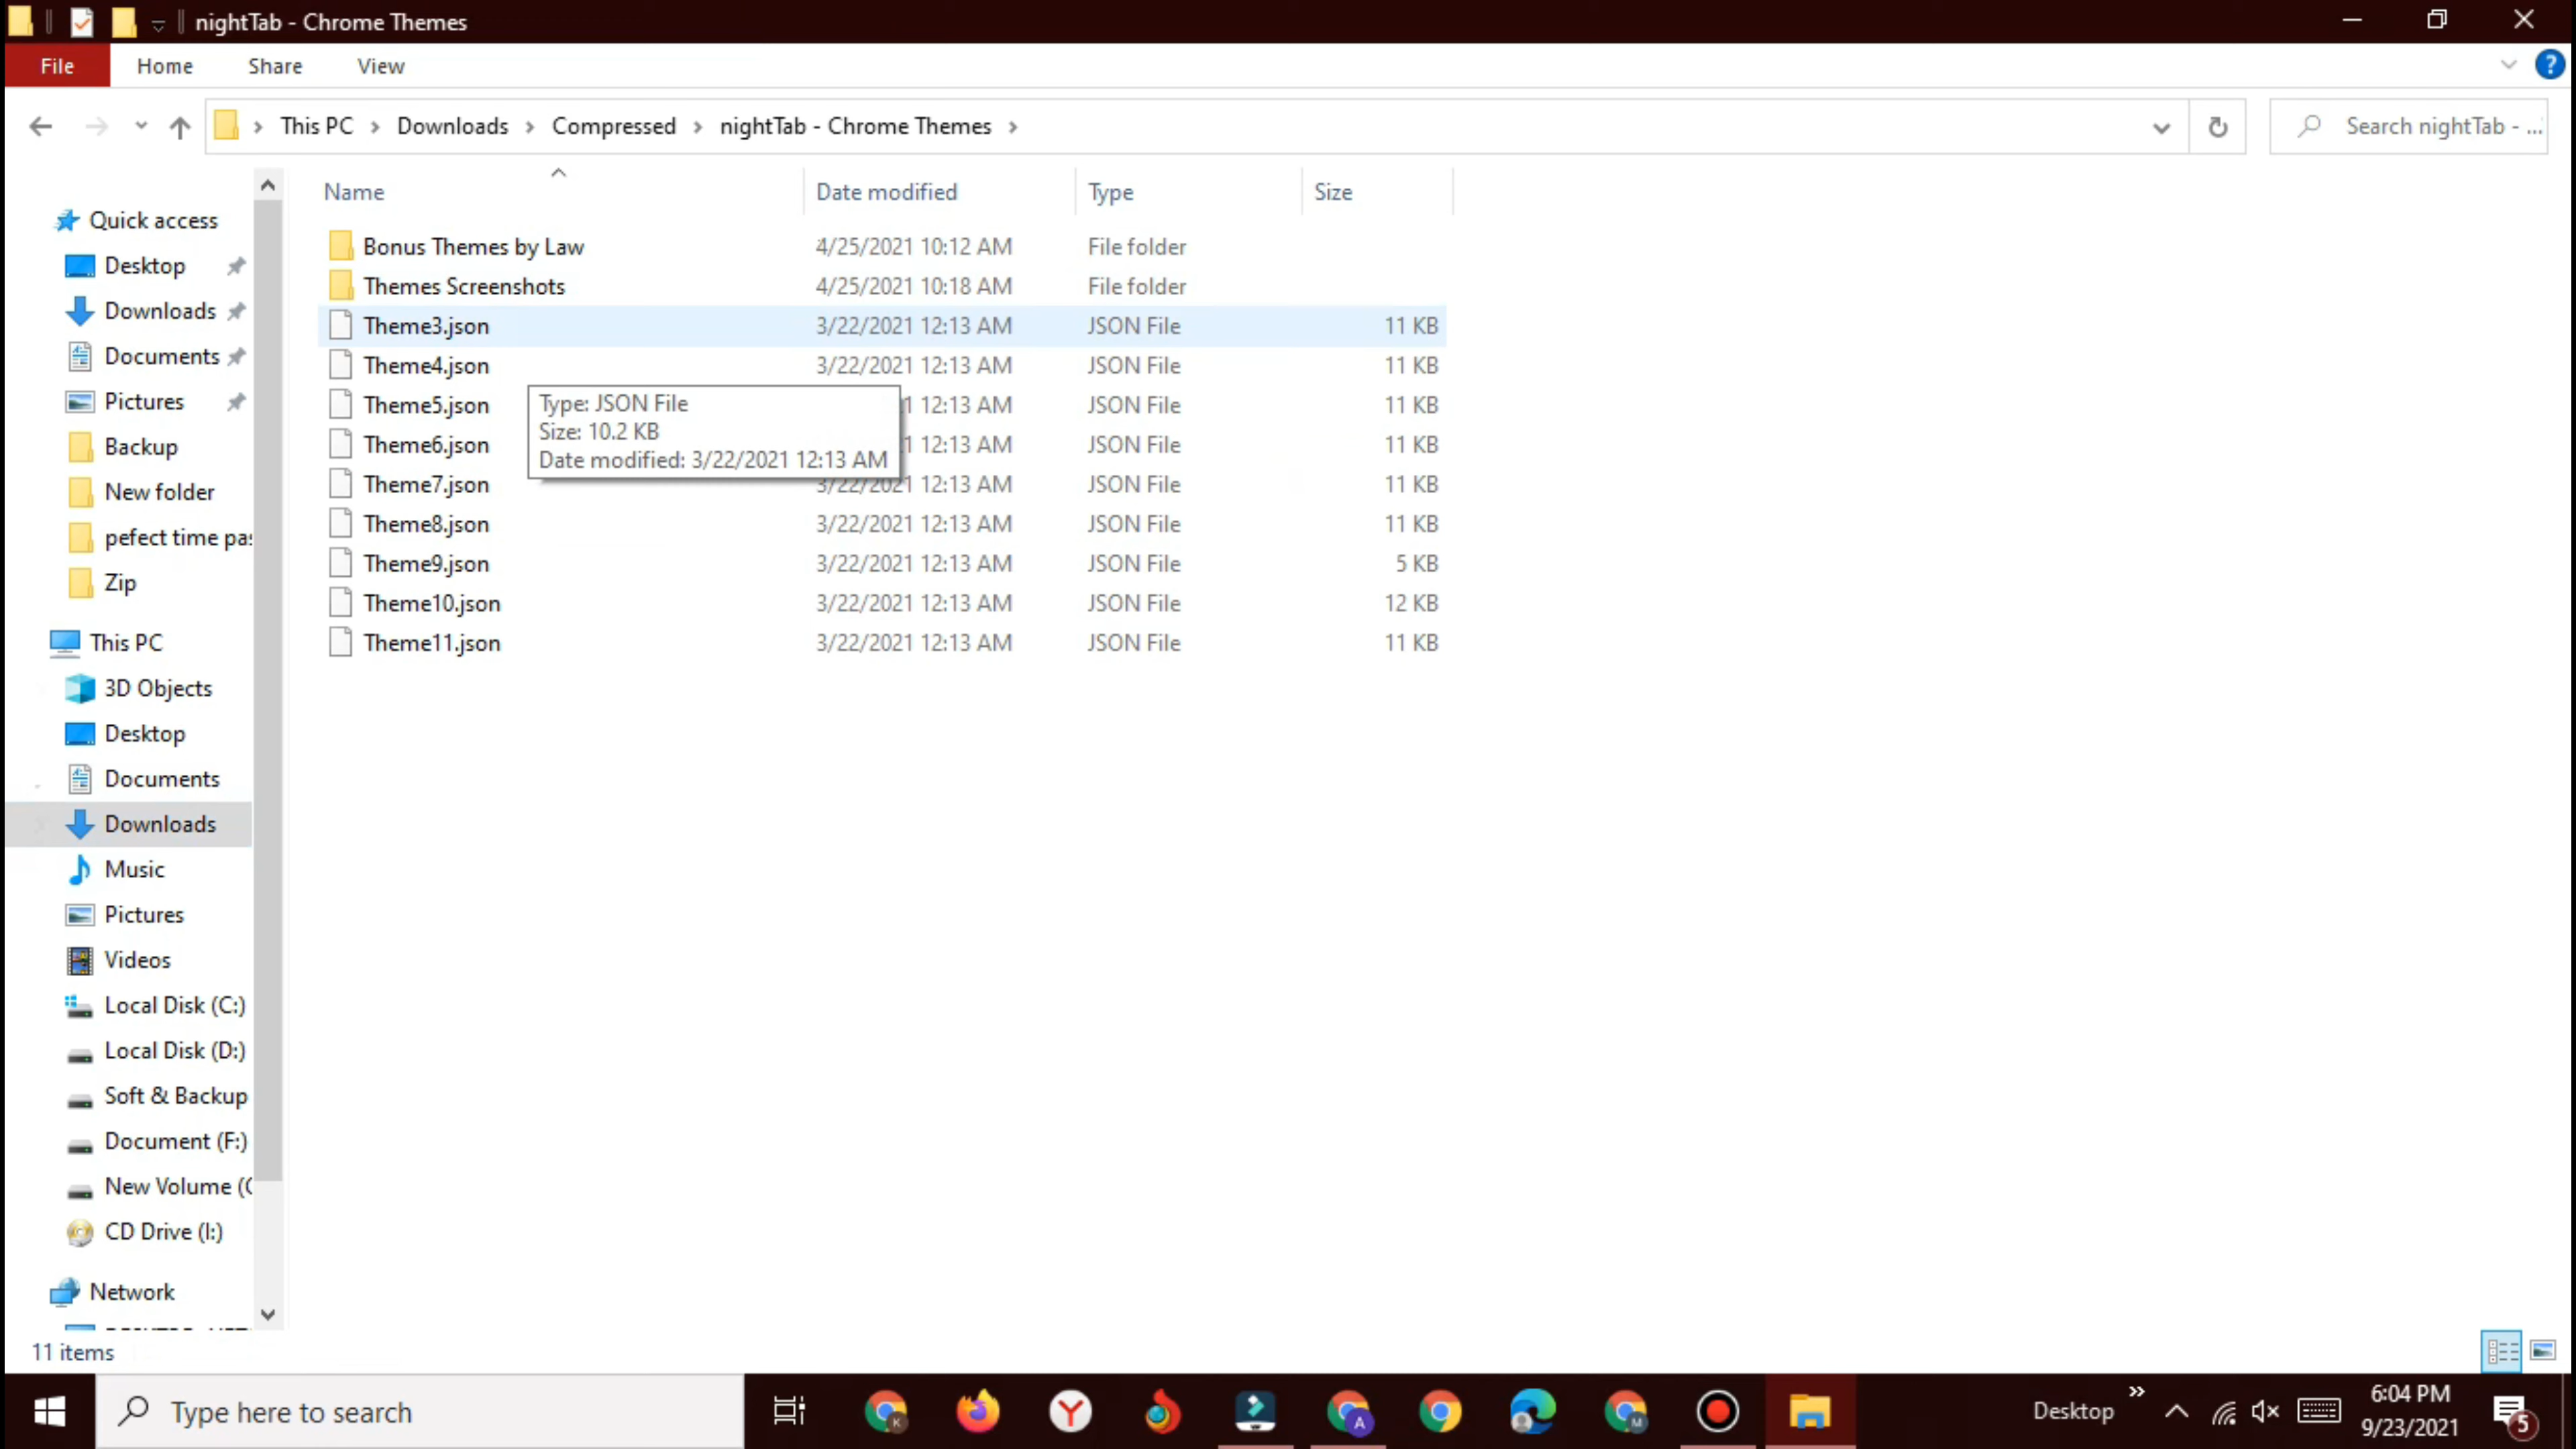 nightTab - Chrome Themes
File Home Share View
This PC Downloads Compressed nightTab - Chrome Themes
Search nightTab - ...
Name Date modified Type Size
Quick access
Desktop
Downloads
Documents
Pictures
Backup
New folder
pefect time pas
Zip
This PC
3D Objects
Desktop
Documents
Downloads
Music
Pictures
Videos
Local Disk (C:)
Local Disk (D:)
Soft & Backup
Document (F:)
New Volume (G
CD Drive (I:)
Network
Bonus Themes by Law 4/25/2021 10:12 AM File folder
Themes Screenshots 4/25/2021 10:18 AM File folder
Theme3.json 3/22/2021 12:13 AM JSON File 11 KB
Theme4.json 3/22/2021 12:13 AM JSON File 11 KB
Theme5.json 1 12:13 AM JSON File 11 KB
Theme6.json 1 12:13 AM JSON File 11 KB
Theme7.json 3/22/2021 12:13 AM JSON File 11 KB
Theme8.json 3/22/2021 12:13 AM JSON File 11 KB
Theme9.json 3/22/2021 12:13 AM JSON File 5 KB
Theme10.json 3/22/2021 12:13 AM JSON File 12 KB
Theme11.json 3/22/2021 12:13 AM JSON File 11 KB
Type: JSON File
Size: 10.2 KB
Date modified: 3/22/2021 12:13 AM
11 items
Type here to search
Desktop
6:04 PM
9/23/2021
5